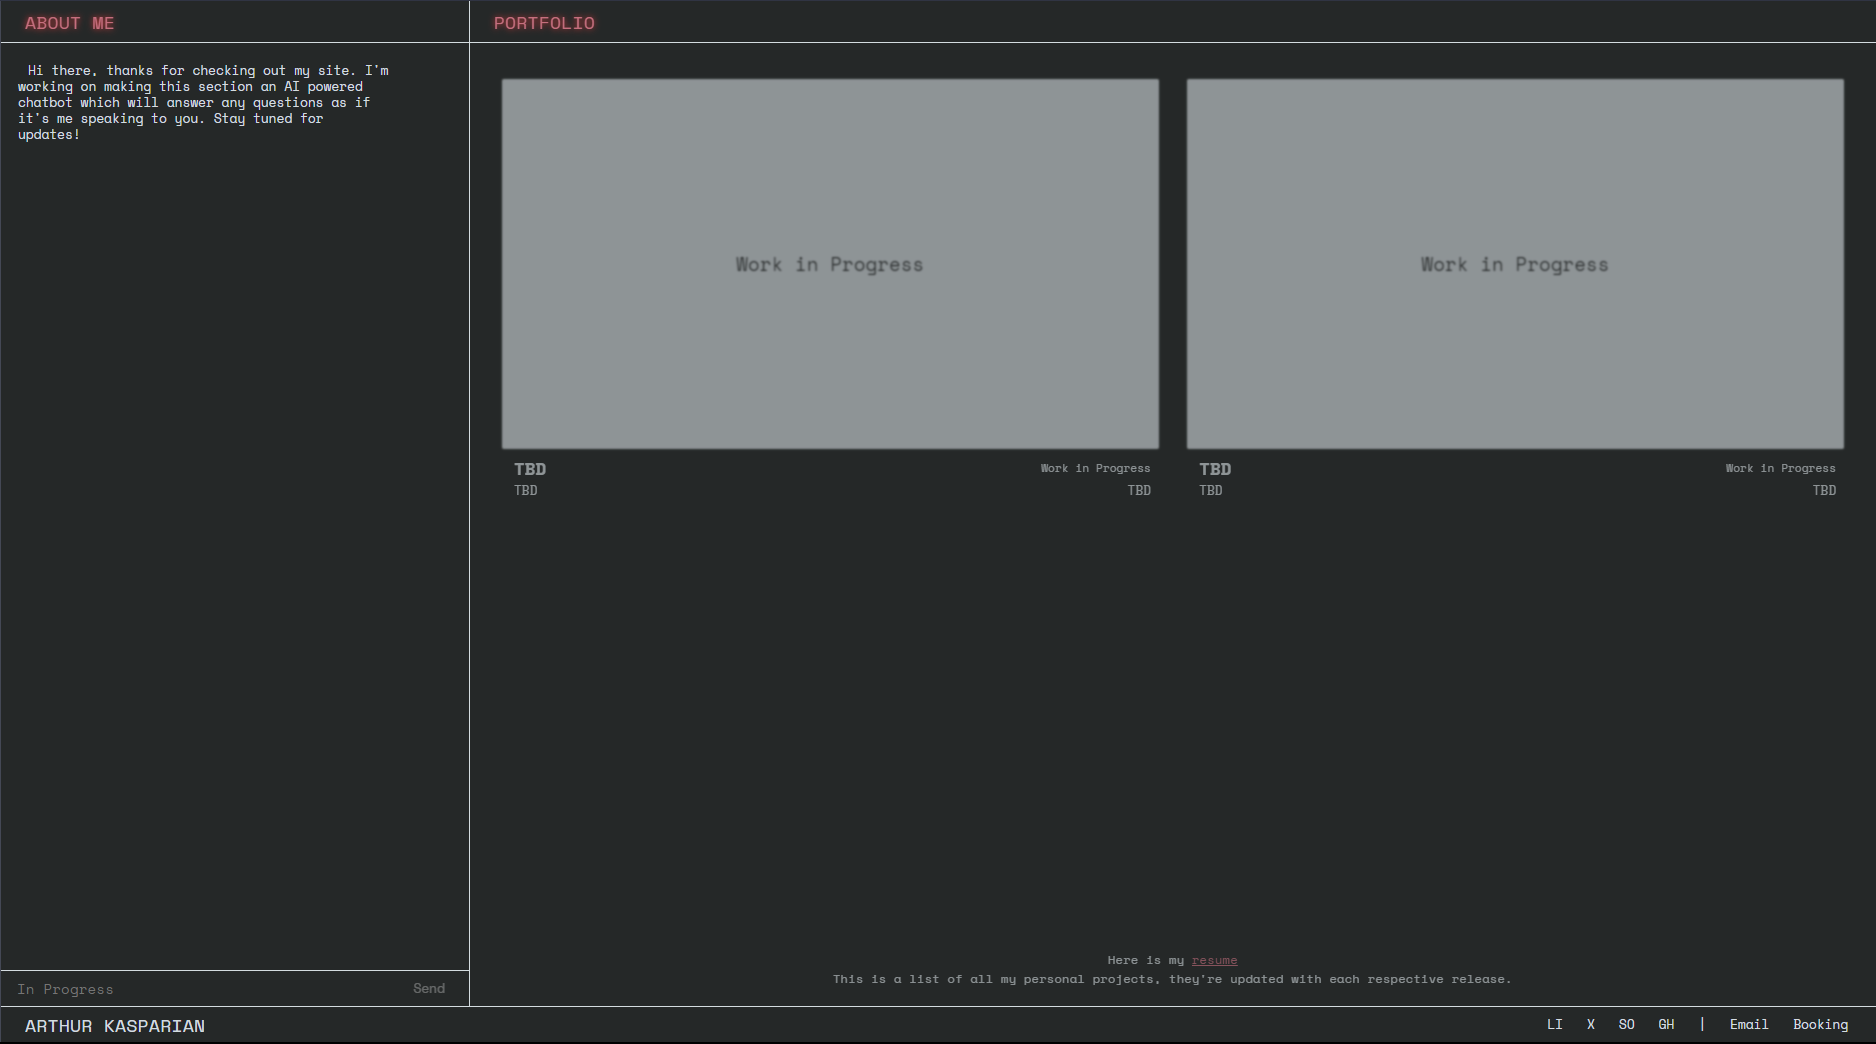 ABOUT ME
Hi there, thanks for checking out my site. I'm
working on making this section an AI powered
chatbot which will answer any questions as if
it's me speaking to you. Stay tuned for
updates!
In Progress
Send
PORTFOLIO
Work in Progress
TBD
Work in Progress
TBD
TBD
Work in Progress
TBD
Work in Progress
TBD
TBD
Here is my resume
This is a list of all my personal projects, they're updated with each respective release.
ARTHUR KASPARIAN
LI X SO GH | Email Booking